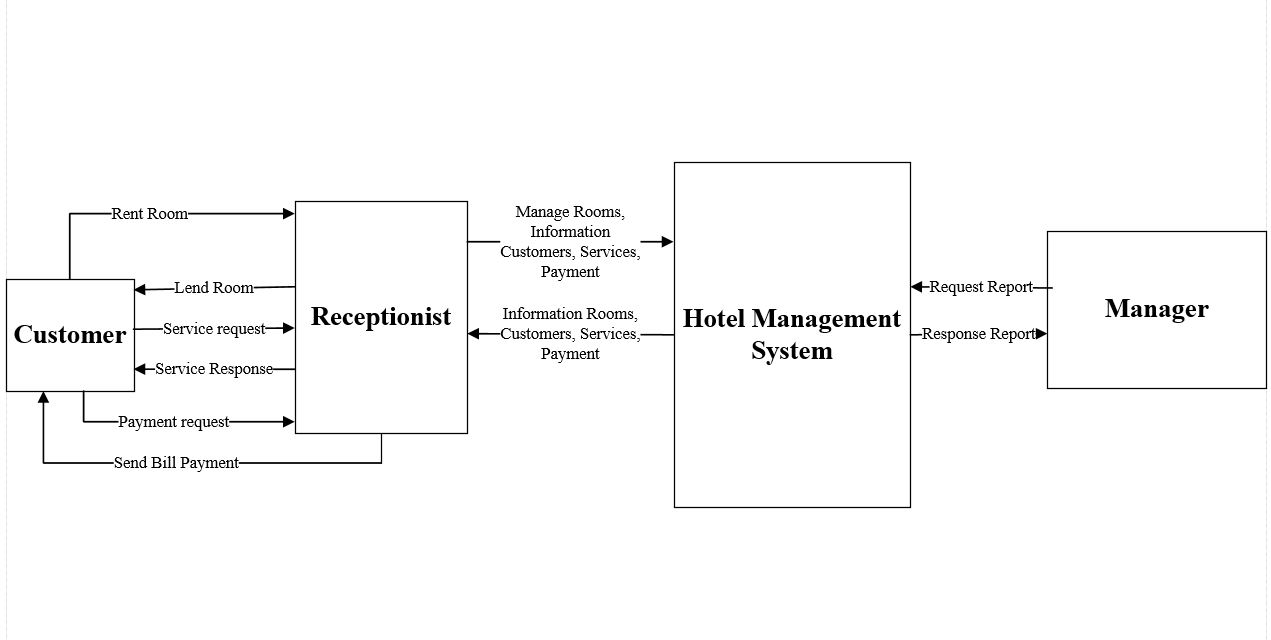 Rent Room
Lend Room
Service request
Service Response
Payment request
Send Bill Payment
Customer
Receptionist
Manage Rooms,
Information
Customers, Services,
Payment
Information Rooms,
Customers, Services,
Payment
Hotel Management
System
Request Report
Response Report
Manager